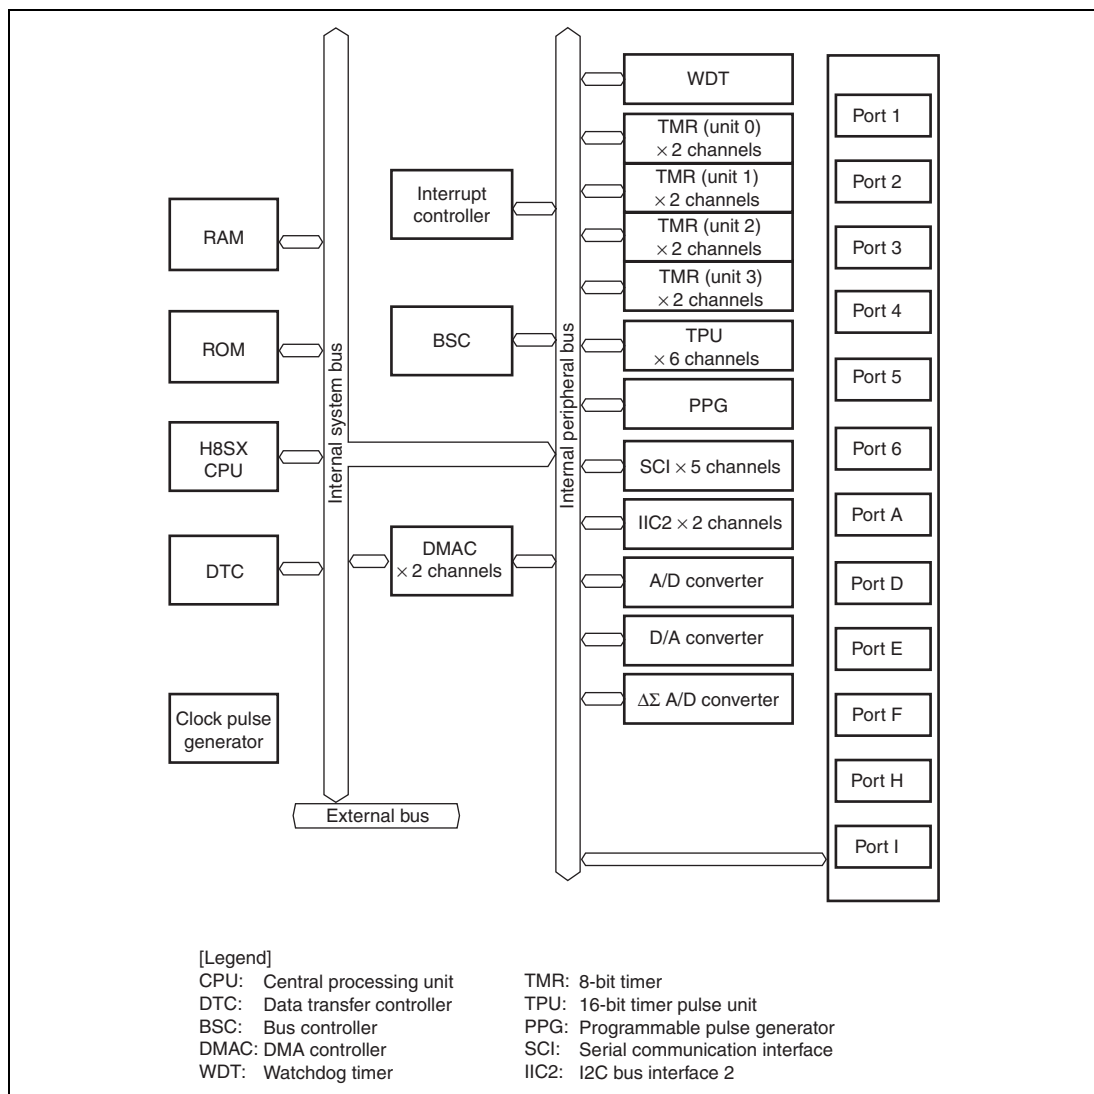 WDT
TMR (unit 0)
× 2 channels
TMR (unit 1)
× 2 channels
TMR (unit 2)
× 2 channels
TMR (unit 3)
× 2 channels
TPU
× 6 channels
PPG
SCI × 5 channels
IIC2 × 2 channels
A/D converter
D/A converter
ΔΣ A/D converter
Interrupt
controller
BSC
DMAC
× 2 channels
RAM
ROM
H8SX
CPU
DTC
Clock pulse
generator
Internal system bus
Internal peripheral bus
External bus
Port 1
Port 2
Port 3
Port 4
Port 5
Port 6
Port A
Port D
Port E
Port F
Port H
Port I
[Legend]
CPU: Central processing unit
DTC: Data transfer controller
BSC: Bus controller
DMAC: DMA controller
WDT: Watchdog timer
TMR: 8-bit timer
TPU: 16-bit timer pulse unit
PPG: Programmable pulse generator
SCI: Serial communication interface
IIC2: I2C bus interface 2